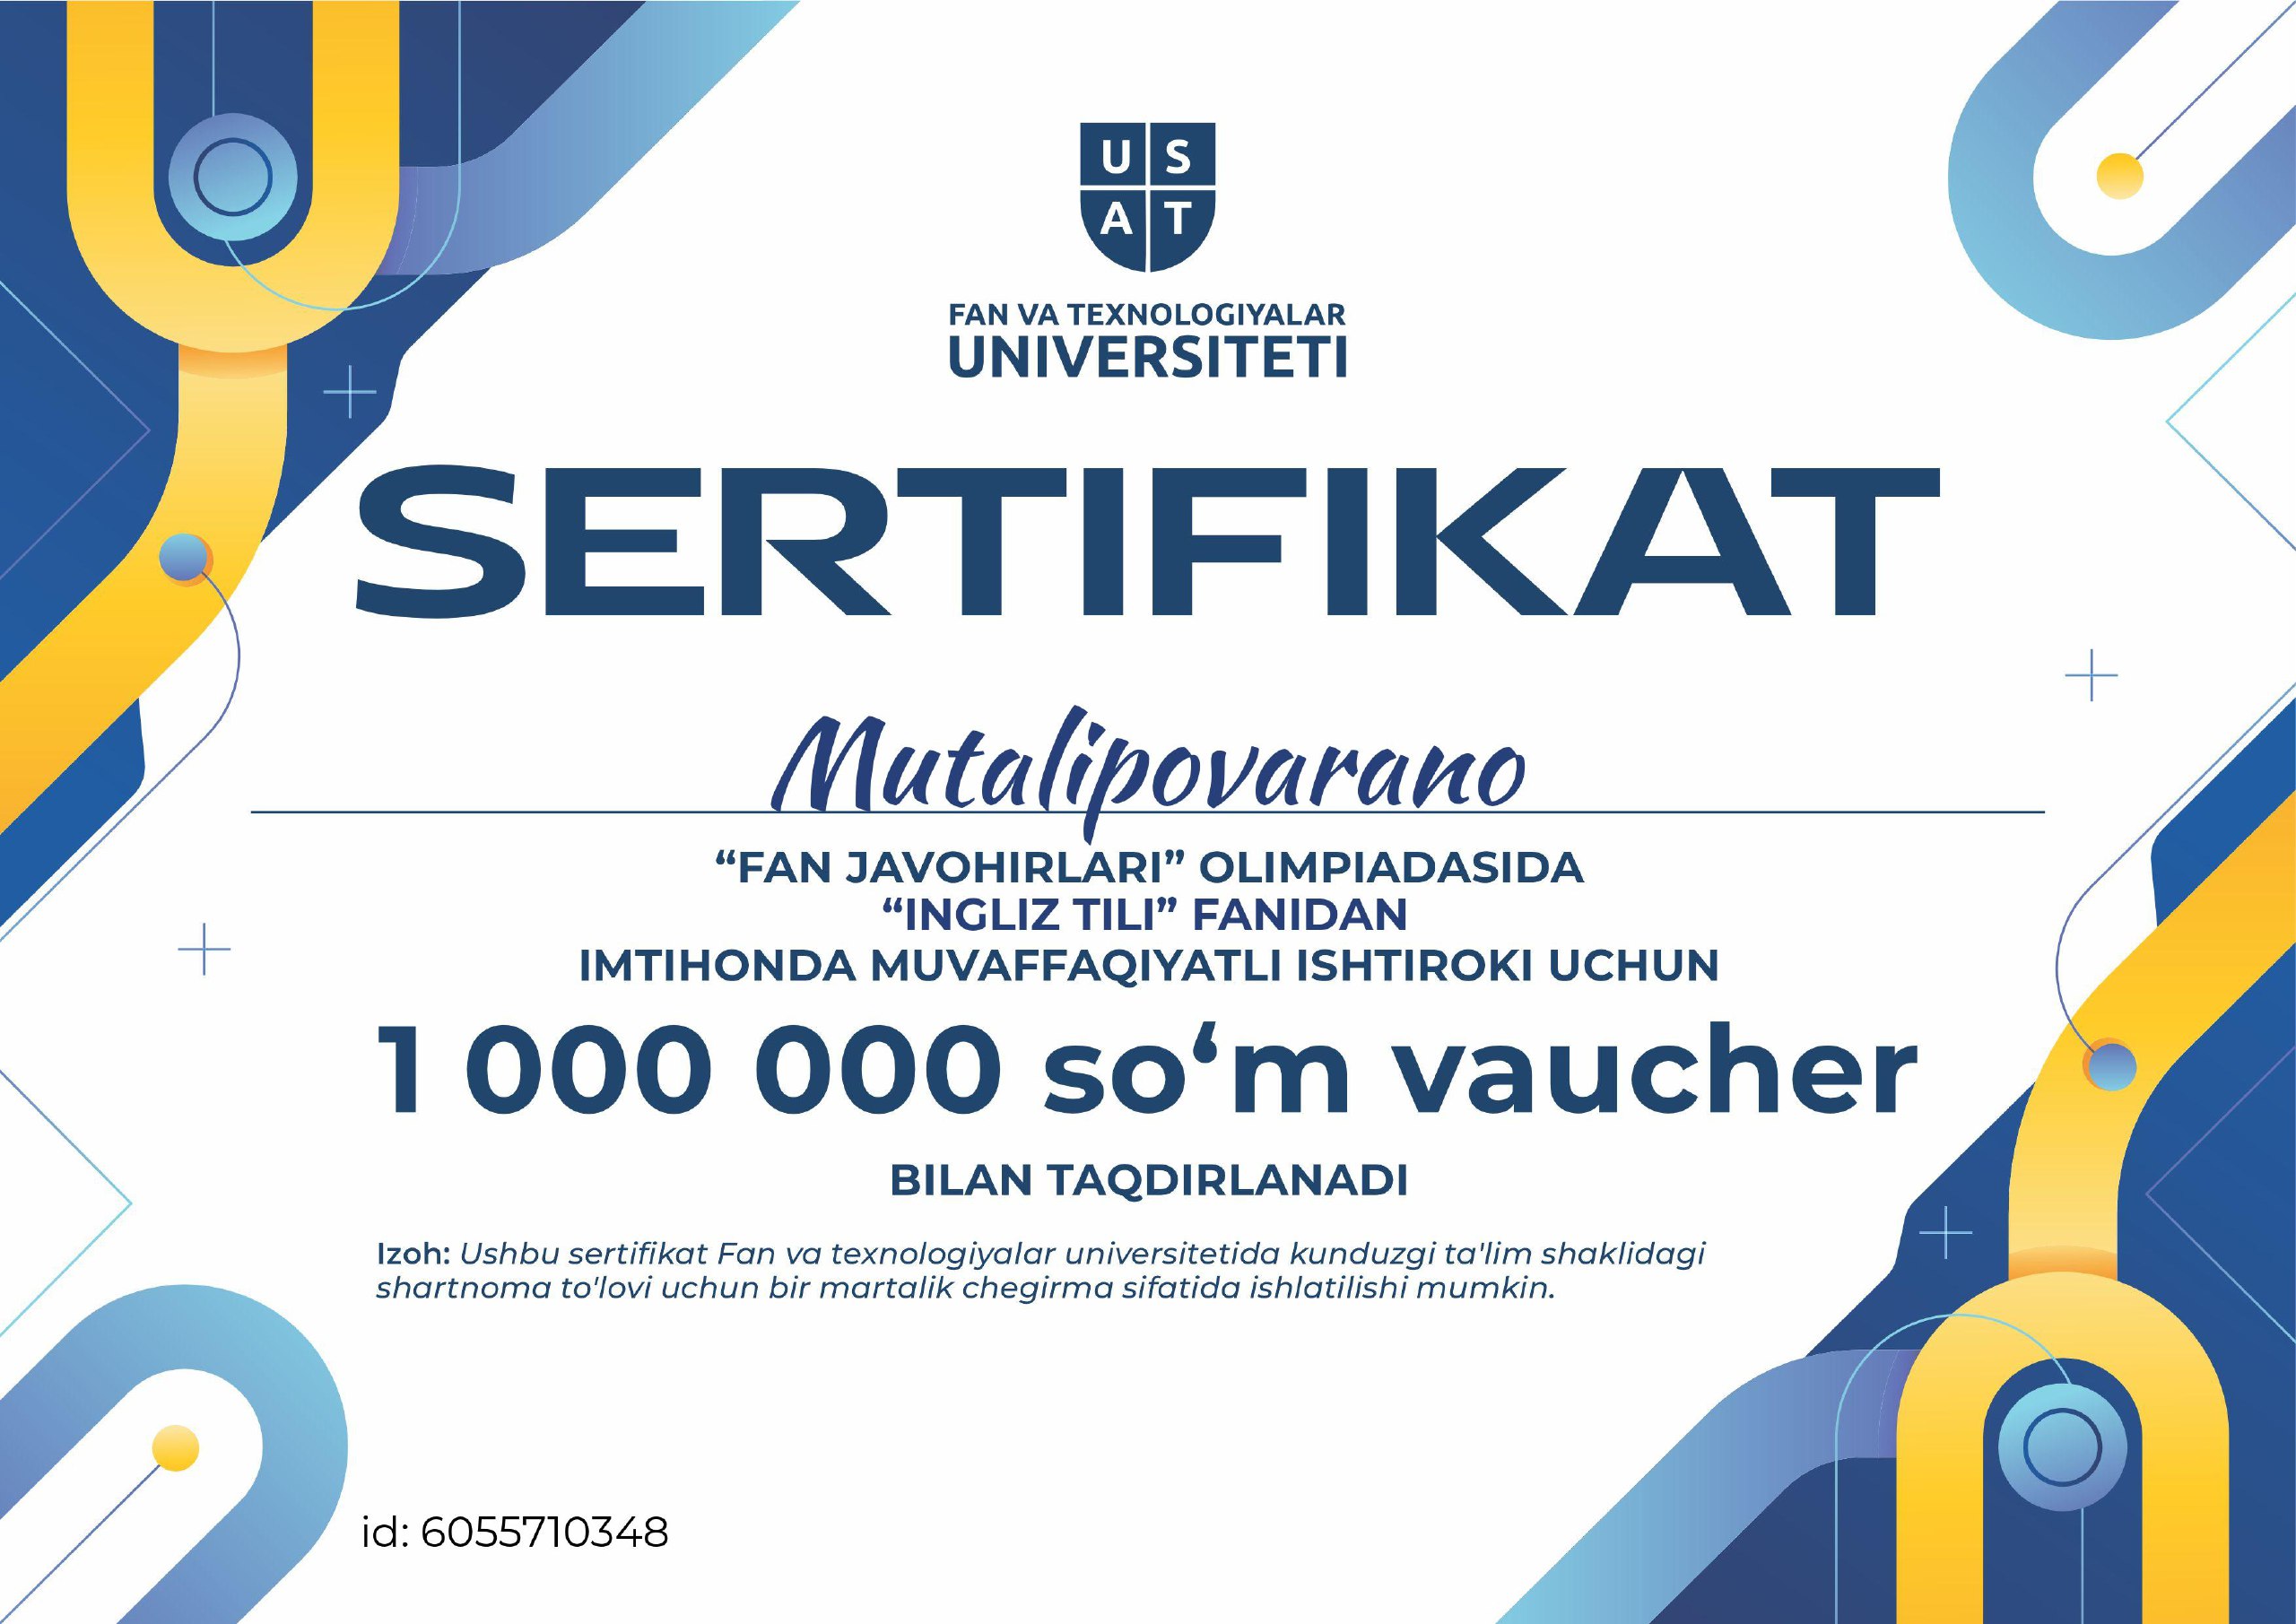 U S
A T
FAN VA TEXNOLOGIYALAR
UNIVERSITETI
SERTIFIKAT
Mutalipovarano
“FAN JAVOHIRLARI” OLIMPIADASIDA
“INGLIZ TILI” FANIDAN
IMTIHONDA MUVAFFAQIYATLI ISHTIROKI UCHUN
1 000 000 so‘m vaucher
BILAN TAQDIRLANADI
Izoh: Ushbu sertifikat Fan va texnologiyalar universitetida kunduzgi ta'lim shaklidagi
shartnoma to'lovi uchun bir martalik chegirma sifatida ishlatilishi mumkin.
id: 6055710348